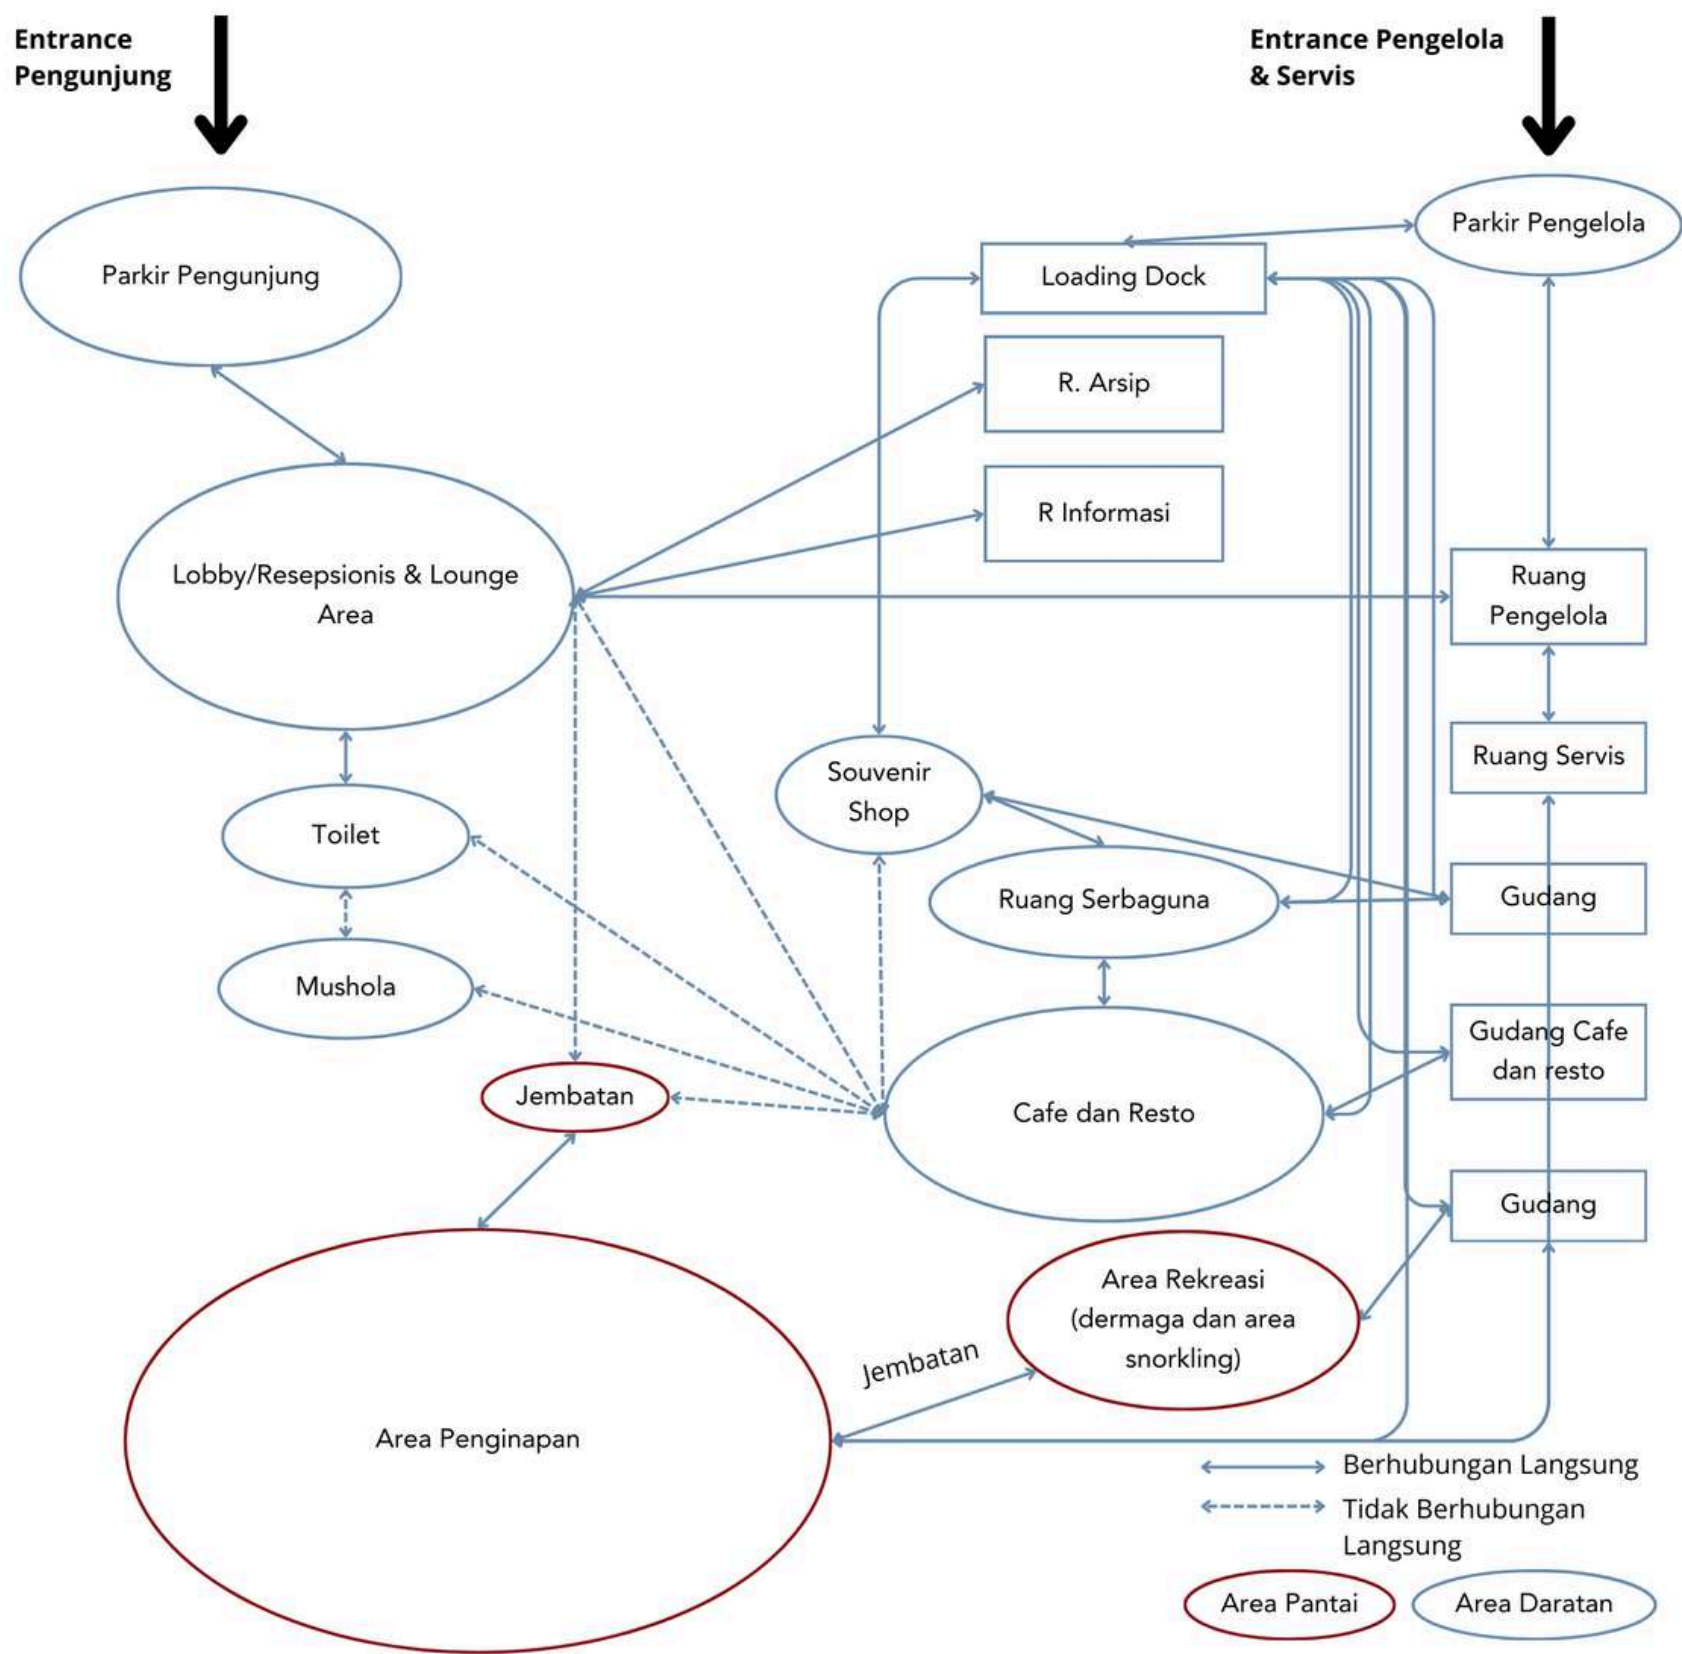 Entrance
Pengunjung
Entrance Pengelola
& Servis
Parkir Pengelola
Parkir Pengunjung
Loading Dock
R. Arsip
R Informasi
Lobby/Resepsionis & Lounge
Area
Ruang
Pengelola
Ruang Servis
Souvenir
Shop
Toilet
Ruang Serbaguna
Gudang
Mushola
Gudang Cafe
dan resto
Jembatan
Cafe dan Resto
Gudang
Area Rekreasi
(dermaga dan area
snorkling)
Jembatan
Area Penginapan
Berhubungan Langsung
Tidak Berhubungan
Langsung
Area Pantai
Area Daratan